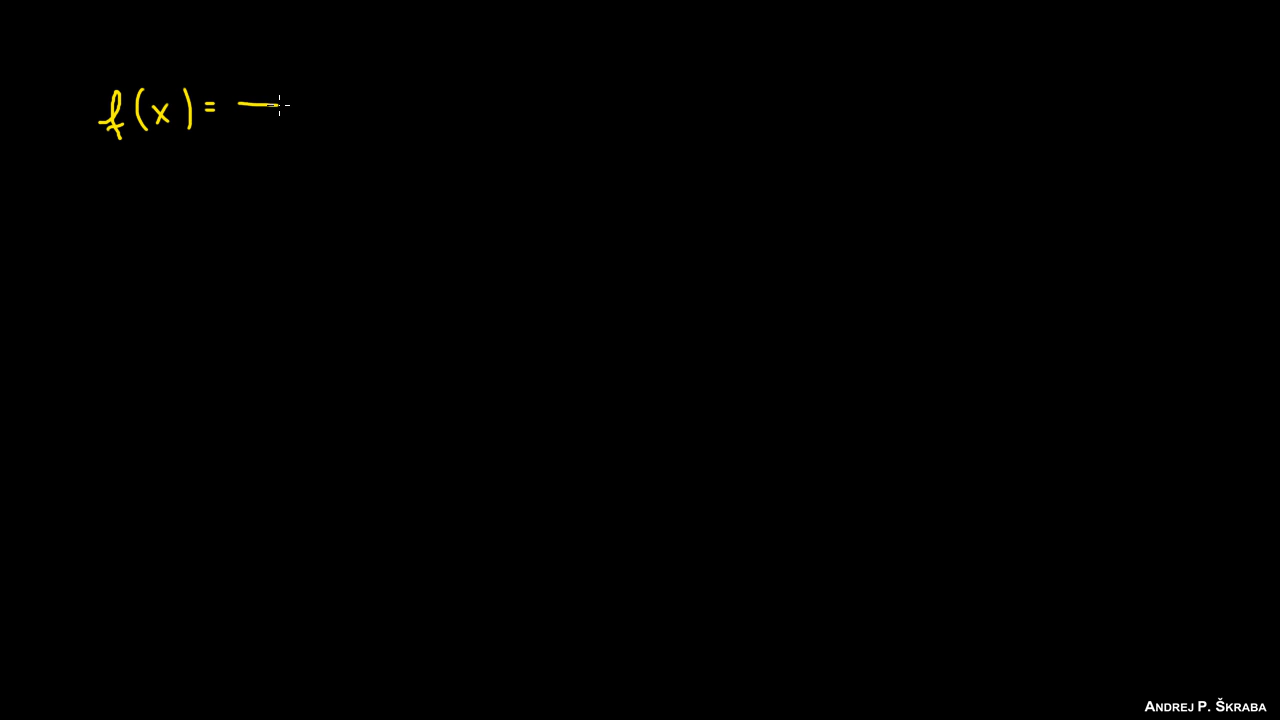 f(x) = —
ANDREJ P. ŠKRABA